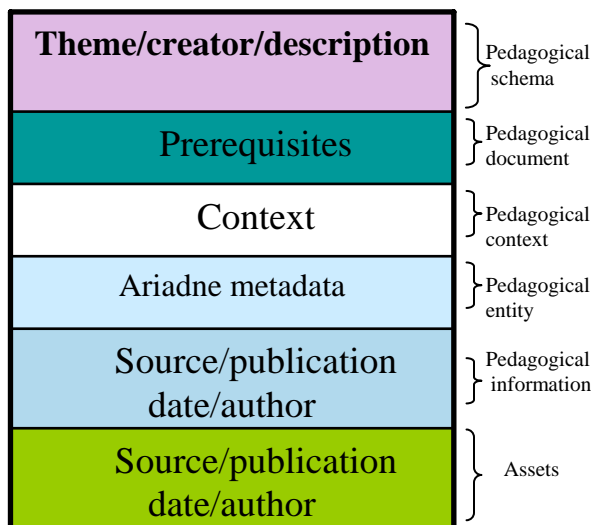 Theme/creator/description
Pedagogical
schema
Prerequisites
Pedagogical
document
Context
Pedagogical
context
Ariadne metadata
Pedagogical
entity
Source/publication
date/author
Pedagogical
information
Source/publication
date/author
Assets